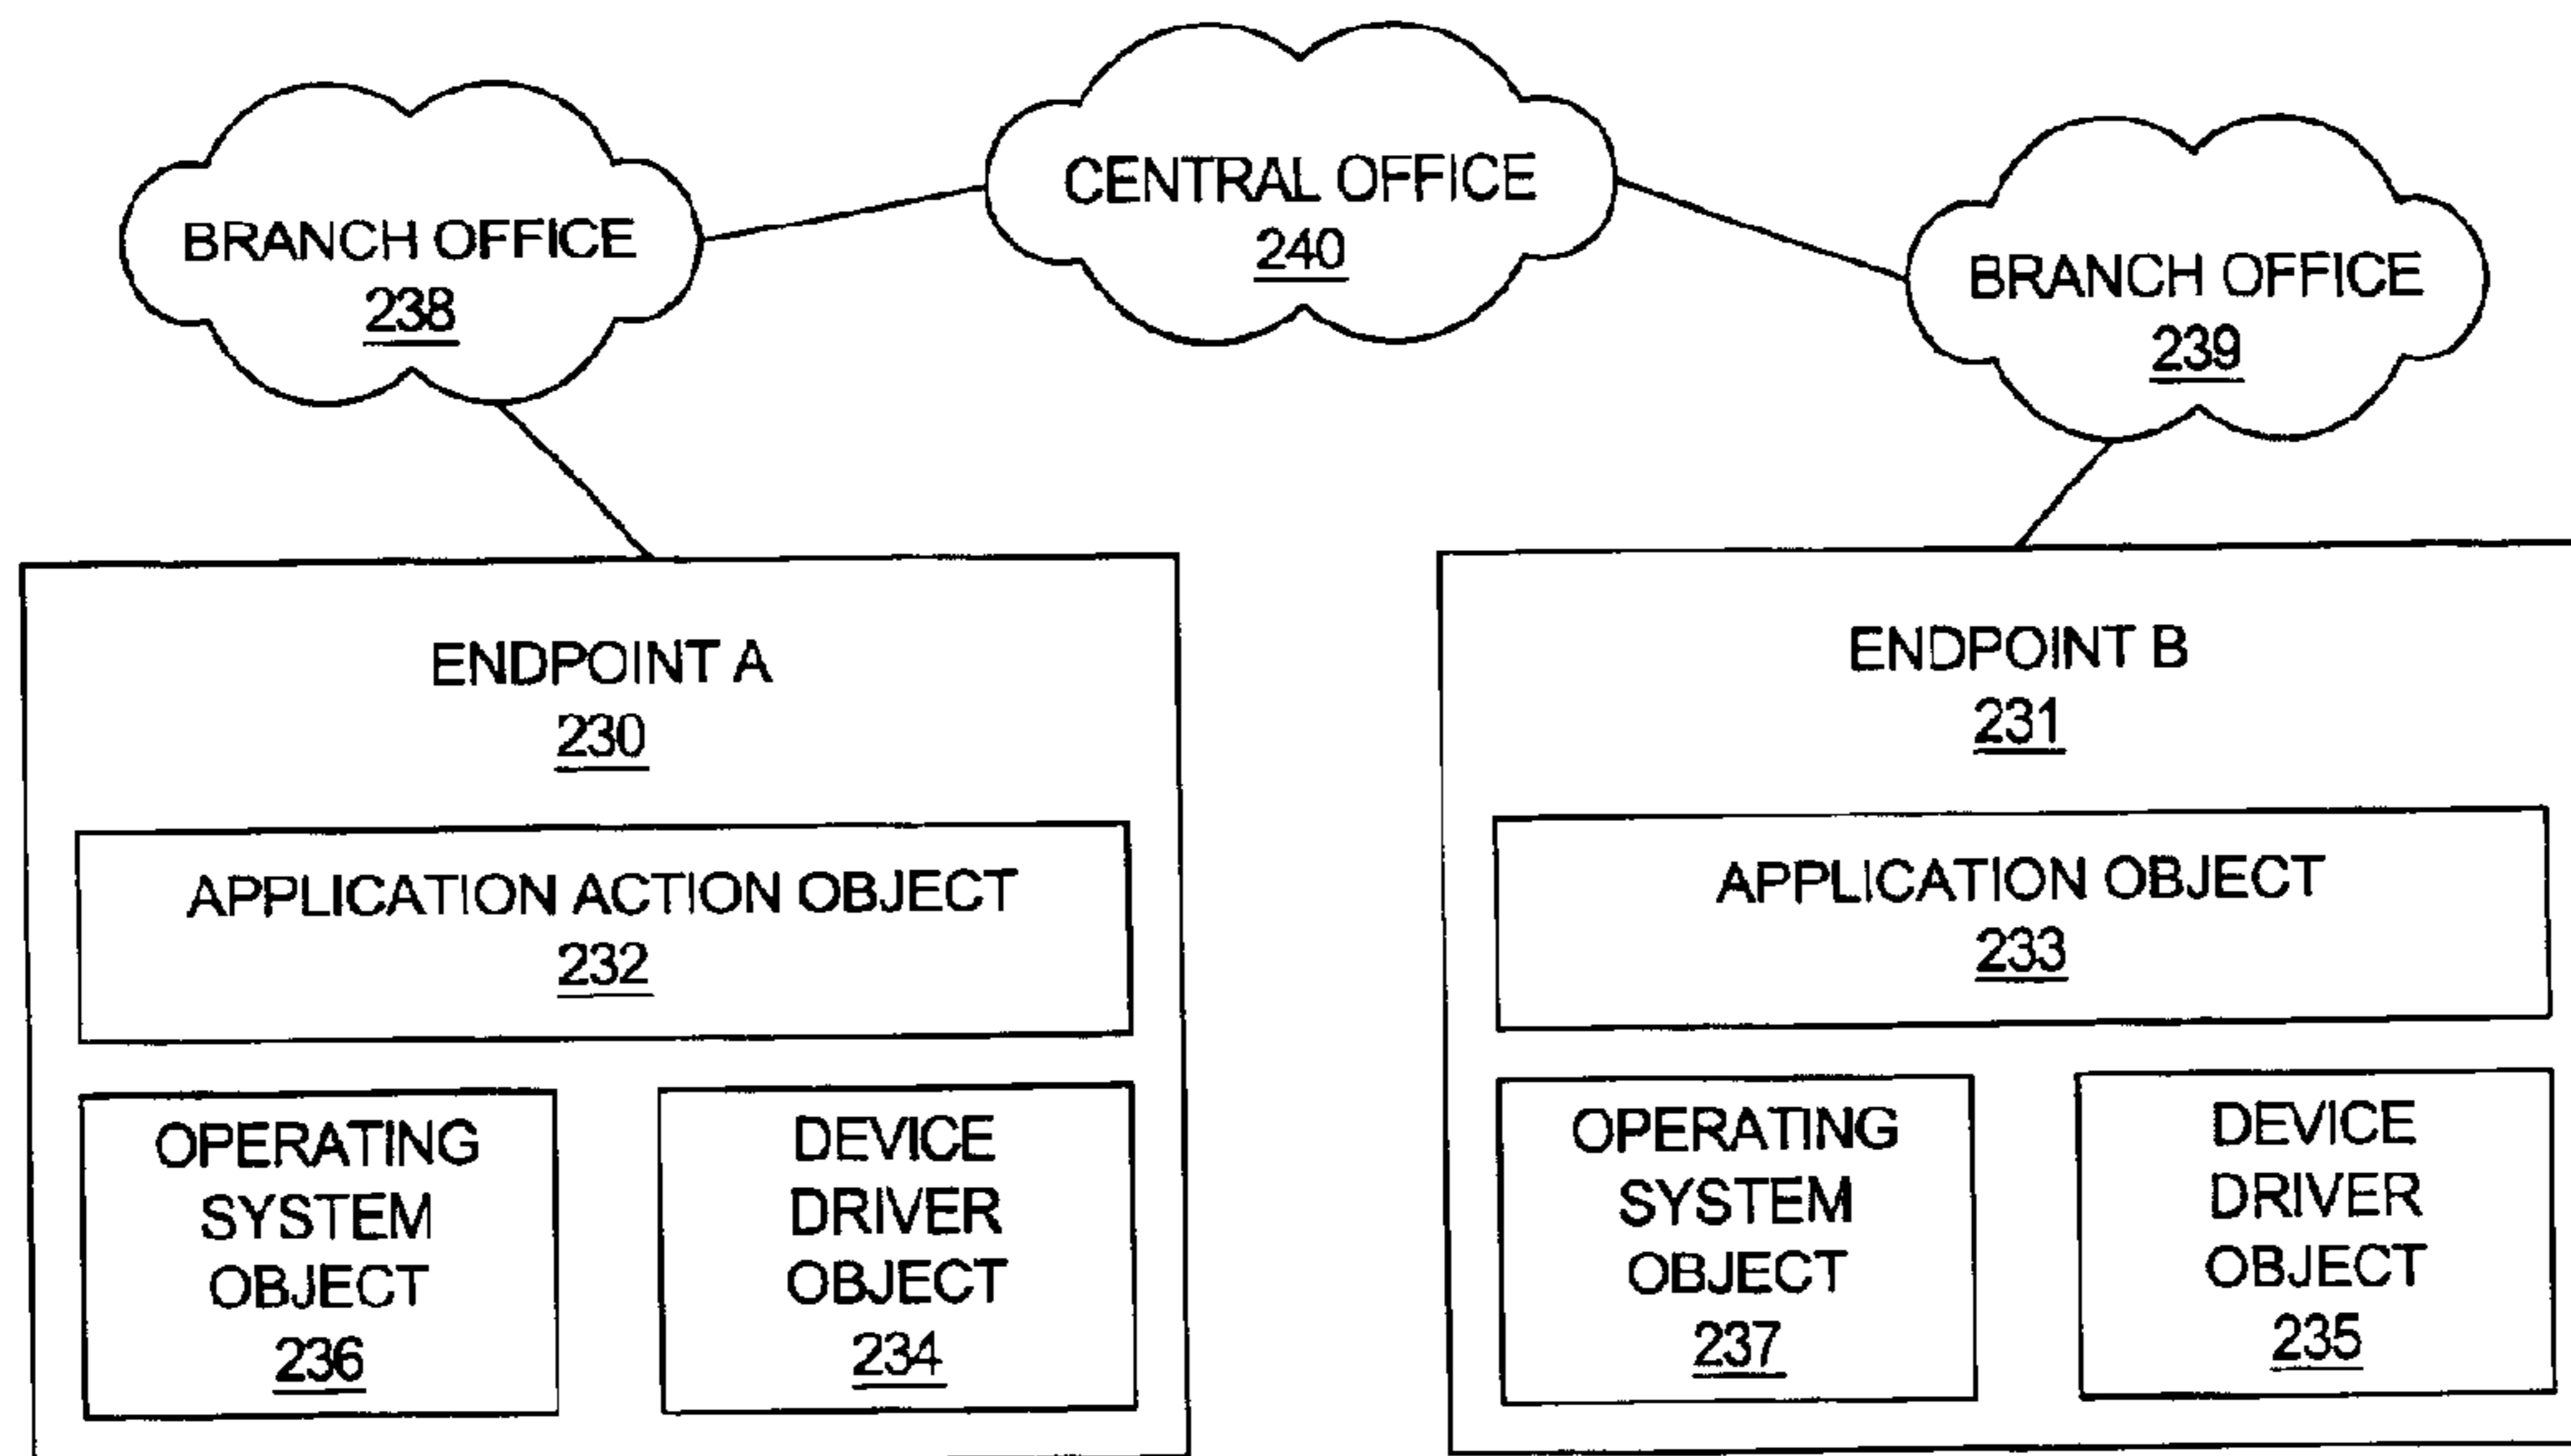 CENTRAL OFFICE
240
BRANCH OFFICE
238
BRANCH OFFICE
239
ENDPOINT A
230
APPLICATION ACTION OBJECT
232
OPERATING
SYSTEM
OBJECT
236
DEVICE
DRIVER
OBJECT
234
ENDPOINT B
231
APPLICATION OBJECT
233
OPERATING
SYSTEM
OBJECT
237
DEVICE
DRIVER
OBJECT
235